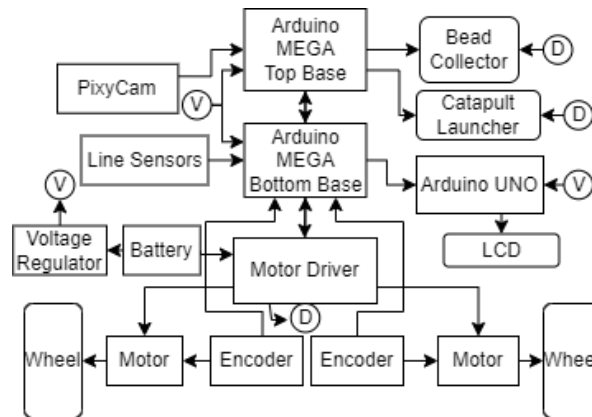 Arduino
MEGA
Top Base
Bead
Collector
D
PixyCam
V
Catapult
Launcher
D
Line Sensors
Arduino
MEGA
Bottom Base
Arduino UNO
V
V
Voltage
Regulator
Battery
Motor Driver
LCD
D
Wheel
Motor
Encoder
Encoder
Motor
Whee